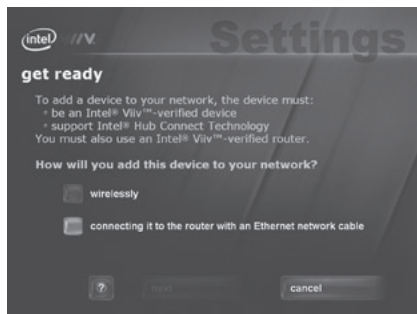 intel VIIV
Settings
get ready
To add a device to your network, the device must:
• be an Intel® Viiv™-verified device
• support Intel® Hub Connect Technology
You must also use an Intel® Viiv™-verified router.
How will you add this device to your network?
wirelessly
connecting it to the router with an Ethernet network cable
? next cancel